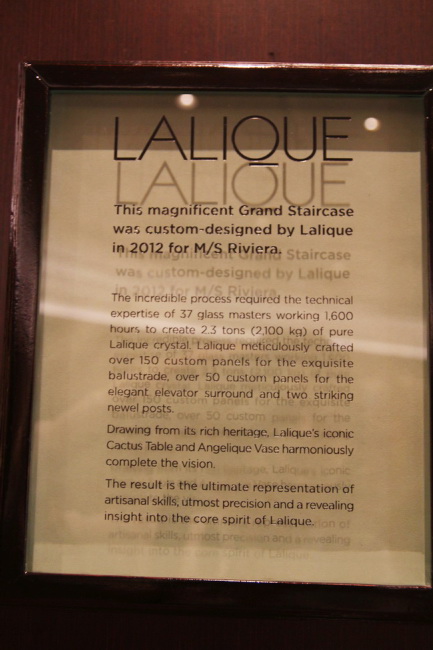 LALIQUE
This magnificent Grand Staircase
was custom-designed by Lalique
in 2012 for M/S Riviera.
The incredible process required the technical
expertise of 37 glass masters working 1,600
hours to create 2.3 tons (2,100 kg) of pure
Lalique crystal. Lalique meticulously crafted
over 150 custom panels for the exquisite
balustrade, over 50 custom panels for the
elegant elevator surround and two striking
newel posts.
Drawing from its rich heritage, Lalique's iconic
Cactus Table and Angelique Vase harmoniously
complete the vision.
The result is the ultimate representation of
artisanal skills, utmost precision and a revealing
insight into the core spirit of Lalique.